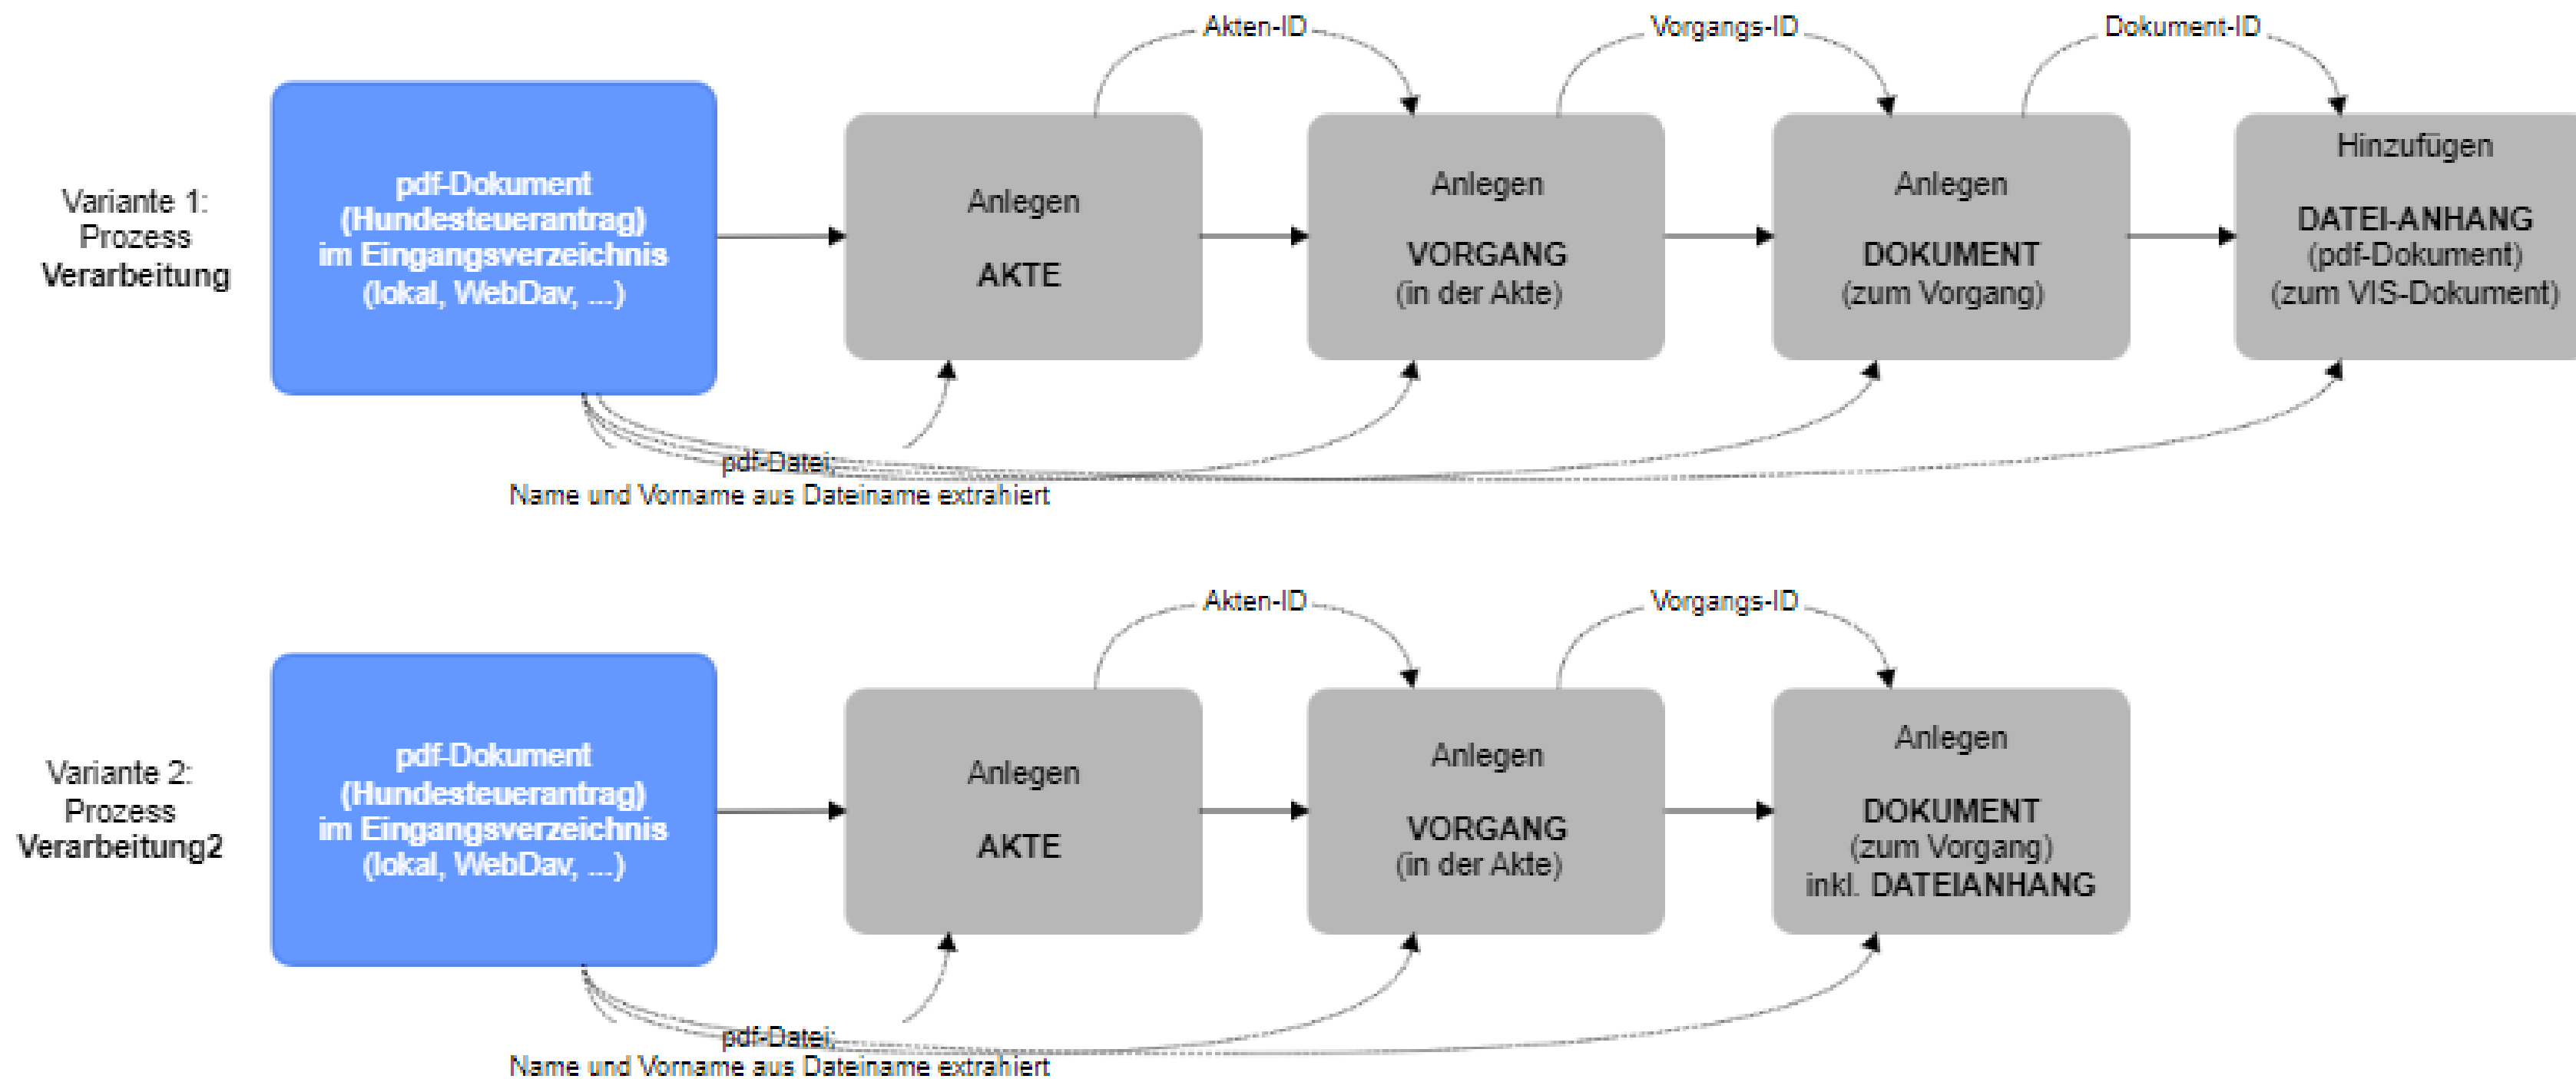 Akten-ID
Vorgangs-ID
Dokument-ID
Variante 1:
Prozess
Verarbeitung
pdf-Dokument
(Hundesteuerantrag)
im Eingangsverzeichnis
(lokal, WebDav, ....)
Anlegen
AKTE
Anlegen
VORGANG
(in der Akte)
Anlegen
DOKUMENT
(zum Vorgang)
Hinzufügen
DATEI-ANHANG
(pdf-Dokument)
(zum VIS-Dokument)
pdf-Datei;
Name und Vorname aus Dateiname extrahiert
Akten-ID
Vorgangs-ID
Variante 2:
Prozess
Verarbeitung2
pdf-Dokument
(Hundesteuerantrag)
im Eingangsverzeichnis
(lokal, WebDav, ....)
Anlegen
AKTE
Anlegen
VORGANG
(in der Akte)
Anlegen
DOKUMENT
(zum Vorgang)
inkl. DATEIANHANG
pdf-Datei;
Name und Vorname aus Dateiname extrahiert